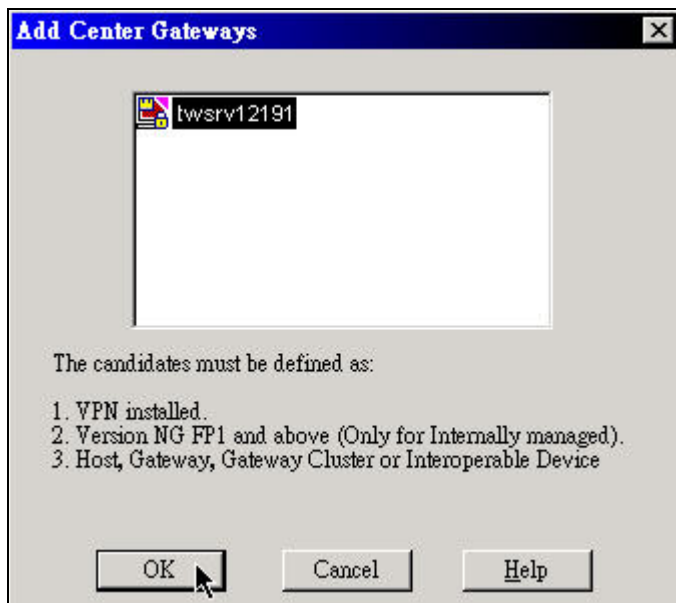 Add Center Gateways
twsrv12191
The candidates must be defined as:
1. VPN installed.
2. Version NG FP1 and above (Only for Internally managed).
3. Host, Gateway, Gateway Cluster or Interoperable Device
OK
Cancel
Help